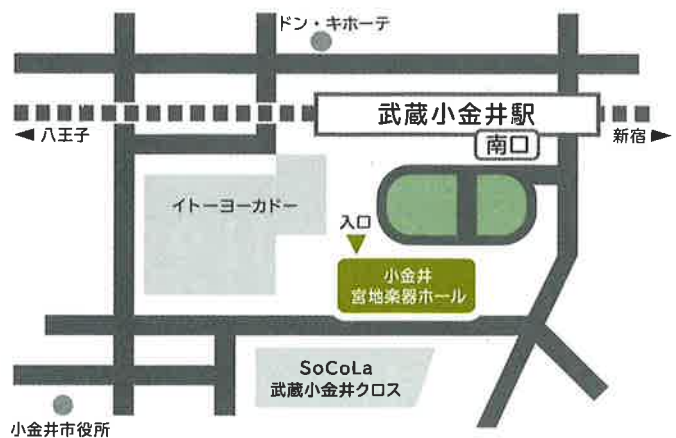 ドン・キホーテ
武蔵小金井駅
八王子
新宿
南口
イトーヨーカドー
入口
小金井
宮地楽器ホール
SoCoLa
武蔵小金井クロス
小金井市役所